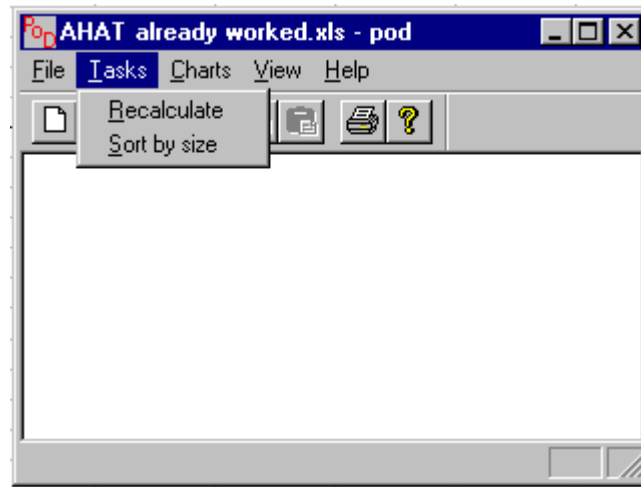 PoD AHAT already worked.xls - pod
File Tasks Charts View Help
Recalculate
Sort by size